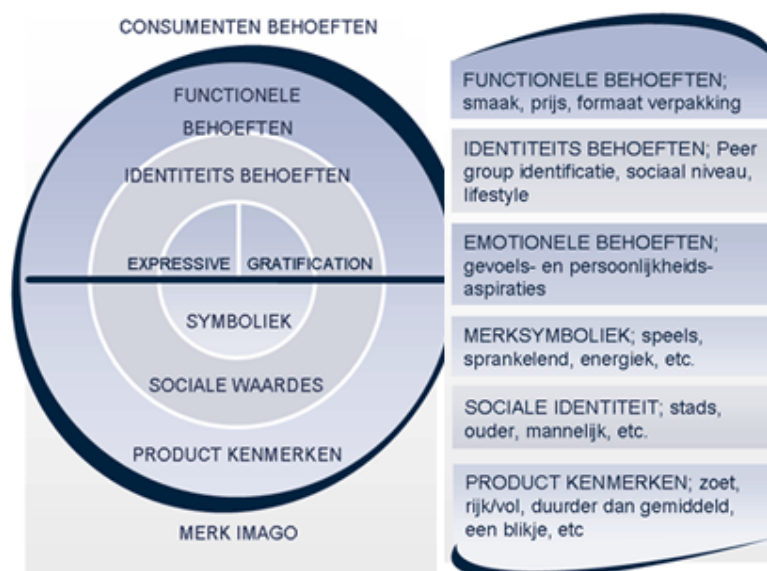 CONSUMENTEN BEHOEFTEN
FUNCTIONELE
BEHOEFTEN
IDENTITEITS BEHOEFTEN
EXPRESSIVE GRATIFICATION
SYMBOLIEK
SOCIALE WAARDES
PRODUCT KENMERKEN
MERK IMAGO
FUNCTIONELE BEHOEFTEN;
smaak, prijs, formaat verpakking
IDENTITEITS BEHOEFTEN; Peer
group identificatie, sociaal niveau,
lifestyle
EMOTIONELE BEHOEFTEN;
gevoels- en persoonlijkheids-
aspiraties
MERKSYMBOLIEK; speels,
sprankelend, energiek, etc.
SOCIALE IDENTITEIT; stads,
ouder, mannelijk, etc.
PRODUCT KENMERKEN; zoet,
rijk/vol, duurder dan gemiddeld,
een blikje, etc